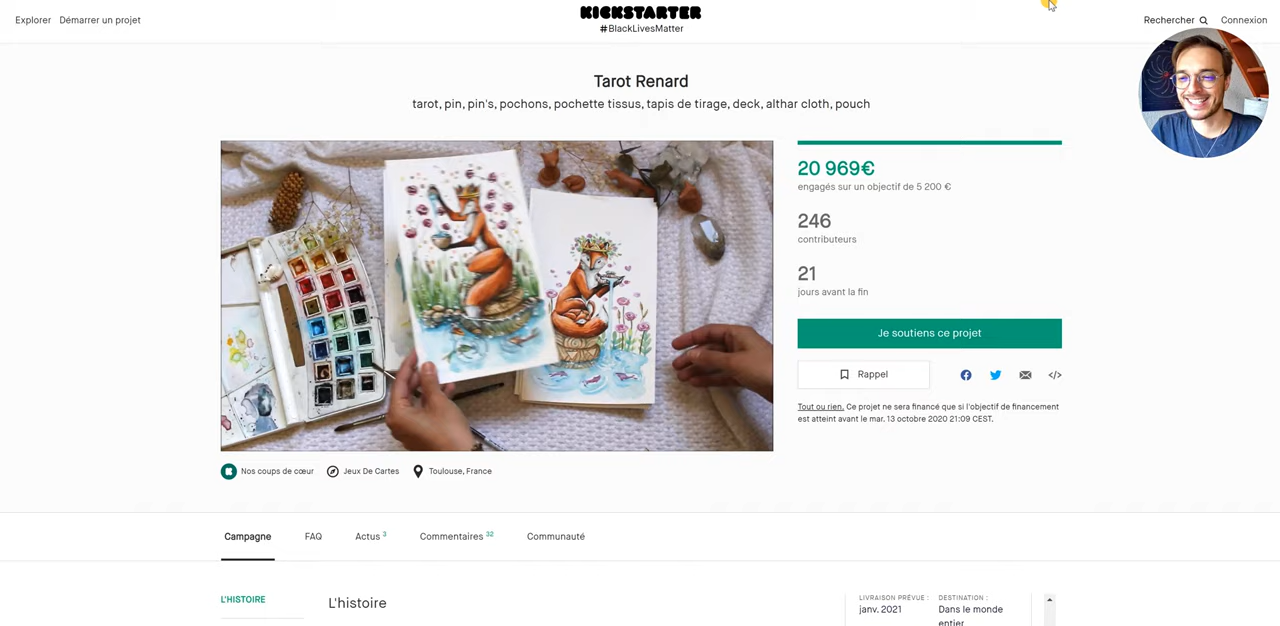 Explorer Démarrer un projet
KICKSTARTER
#BlackLivesMatter
Rechercher Connexion
Tarot Renard
tarot, pin, pin's, pochons, pochette tissus, tapis de tirage, deck, althar cloth, pouch
20 969€
engagés sur un objectif de 5 200 €
246
contributeurs
21
jours avant la fin
Je soutiens ce projet
Rappel
Tout ou rien. Ce projet ne sera financé que si l'objectif de financement
est atteint avant le mar. 13 octobre 2020 21:09 CEST.
Nos coups de cœur Jeux De Cartes Toulouse, France
Campagne FAQ Actus 3 Commentaires 32 Communauté
L'HISTOIRE
L'histoire
LIVRAISON PRÉVUE :
janv. 2021
DESTINATION :
Dans le monde
entier